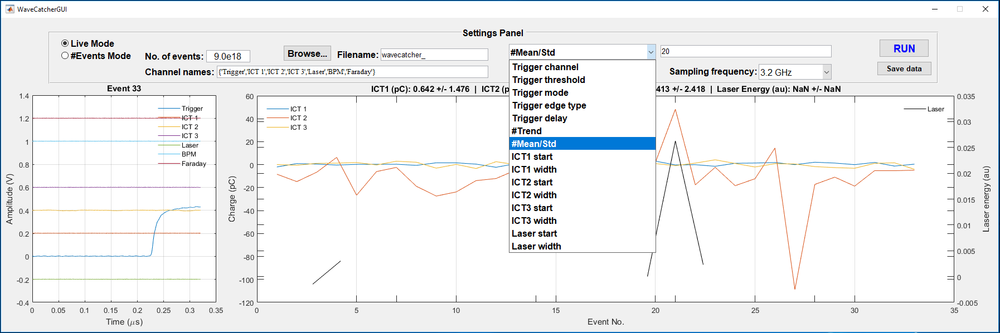 WaveCatcherGUI
Settings Panel
Live Mode
#Events Mode
No. of events: 9.0e18
Browse...
Filename: wavecatcher_
Channel names: {'Trigger','ICT 1','ICT 2','ICT 3','Laser','BPM','Faraday'}
#Mean/Std
20
Sampling frequency: 3.2 GHz
RUN
Save data
Trigger channel
Trigger threshold
Trigger mode
Trigger edge type
Trigger delay
#Trend
#Mean/Std
ICT1 start
ICT1 width
ICT2 start
ICT2 width
ICT3 start
ICT3 width
Laser start
Laser width
Event 33
1.4
1.2
1
0.8
0.6
0.4
0.2
0
-0.2
-0.4
Amplitude (V)
Trigger
ICT 1
ICT 2
ICT 3
Laser
BPM
Faraday
0 0.05 0.1 0.15 0.2 0.25 0.3 0.35
Time (μs)
ICT1 (pC): 0.642 +/- 1.476 | ICT2 (p 413 +/- 2.418 | Laser Energy (au): NaN +/- NaN
60
40
20
0
-20
-40
-60
-80
-100
-120
Charge (pC)
ICT 1
ICT 2
ICT 3
Laser
0 5 10 15 20 25 30 35
Event No.
0.035
0.03
0.025
0.02
0.015
0.01
0.005
0
-0.005
Laser energy (au)